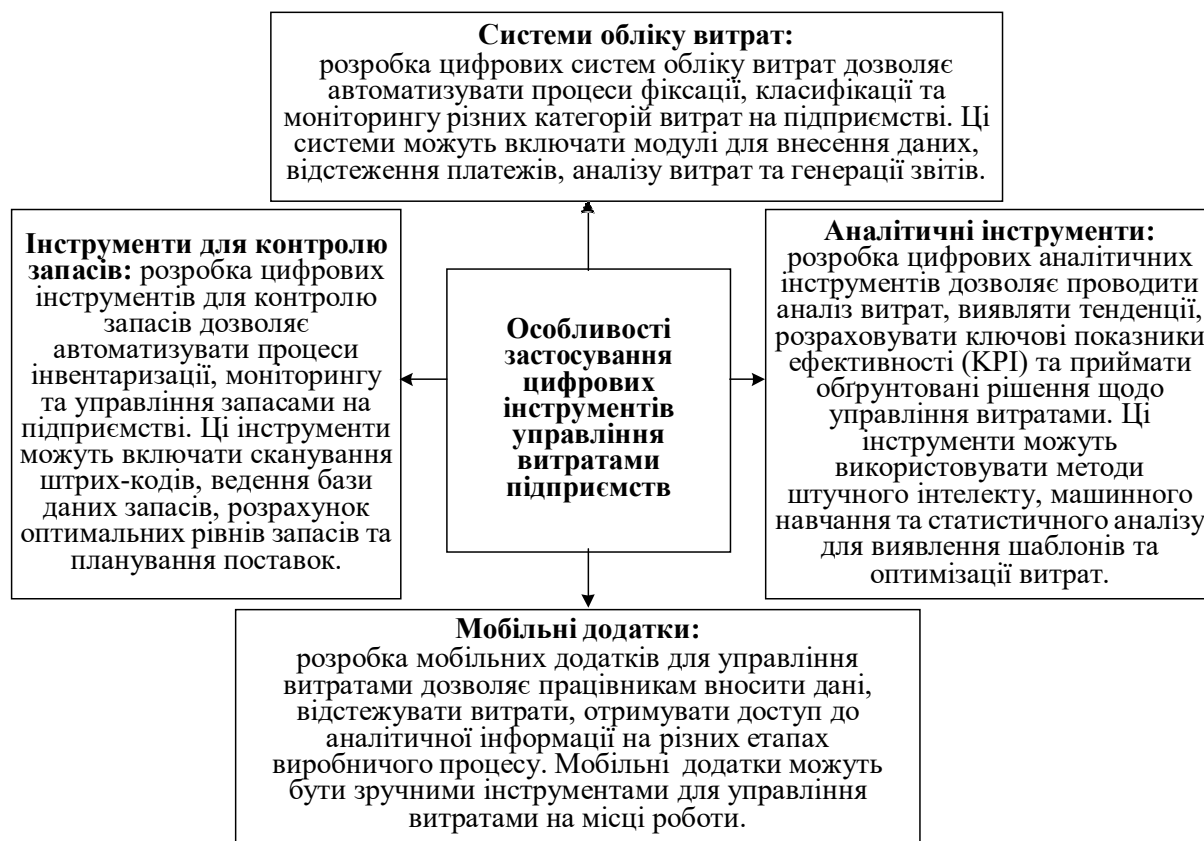 Системи обліку витрат:
розробка цифрових систем обліку витрат дозволяє
автоматизувати процеси фіксації, класифікації та
моніторингу різних категорій витрат на підприємстві. Ці
системи можуть включати модулі для внесення даних,
відстеження платежів, аналізу витрат та генерації звітів.
Інструменти для контролю
запасів: розробка цифрових
інструментів для контролю
запасів дозволяє
автоматизувати процеси
інвентаризації, моніторингу
та управління запасами на
підприємстві. Ці інструменти
можуть включати сканування
штрих-кодів, ведення бази
даних запасів, розрахунок
оптимальних рівнів запасів та
планування поставок.
Особливості
застосування
цифрових
інструментів
управління
витратами
підприємств
Аналітичні інструменти:
розробка цифрових аналітичних
інструментів дозволяє проводити
аналіз витрат, виявляти тенденції,
розраховувати ключові показники
ефективності (KPI) та приймати
обґрунтовані рішення щодо
управління витратами. Ці
інструменти можуть
використовувати методи
штучного інтелекту, машинного
навчання та статистичного аналізу
для виявлення шаблонів та
оптимізації витрат.
Мобільні додатки:
розробка мобільних додатків для управління
витратами дозволяє працівникам вносити дані,
відстежувати витрати, отримувати доступ до
аналітичної інформації на різних етапах
виробничого процесу. Мобільні додатки можуть
бути зручними інструментами для управління
витратами на місці роботи.